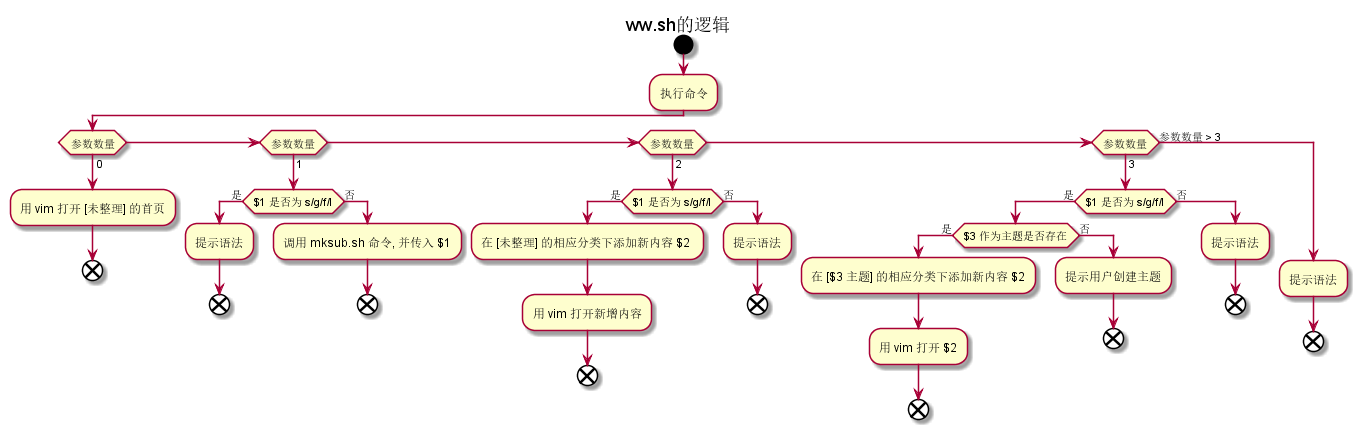 ww.sh的逻辑
执行命令
参数数量
0
用 vim 打开 [未整理] 的首页
参数数量
1
$1 是否为 s/g/f/l
是
否
提示语法
调用 mksub.sh 命令, 并传入 $1
参数数量
2
$1 是否为 s/g/f/l
是
否
在 [未整理] 的相应分类下添加新内容 $2
用 vim 打开新增内容
提示语法
参数数量
3
$1 是否为 s/g/f/l
是
否
$3 作为主题是否存在
是
否
在 [$3 主题] 的相应分类下添加新内容 $2
用 vim 打开 $2
提示用户创建主题
提示语法
参数数量 > 3
提示语法